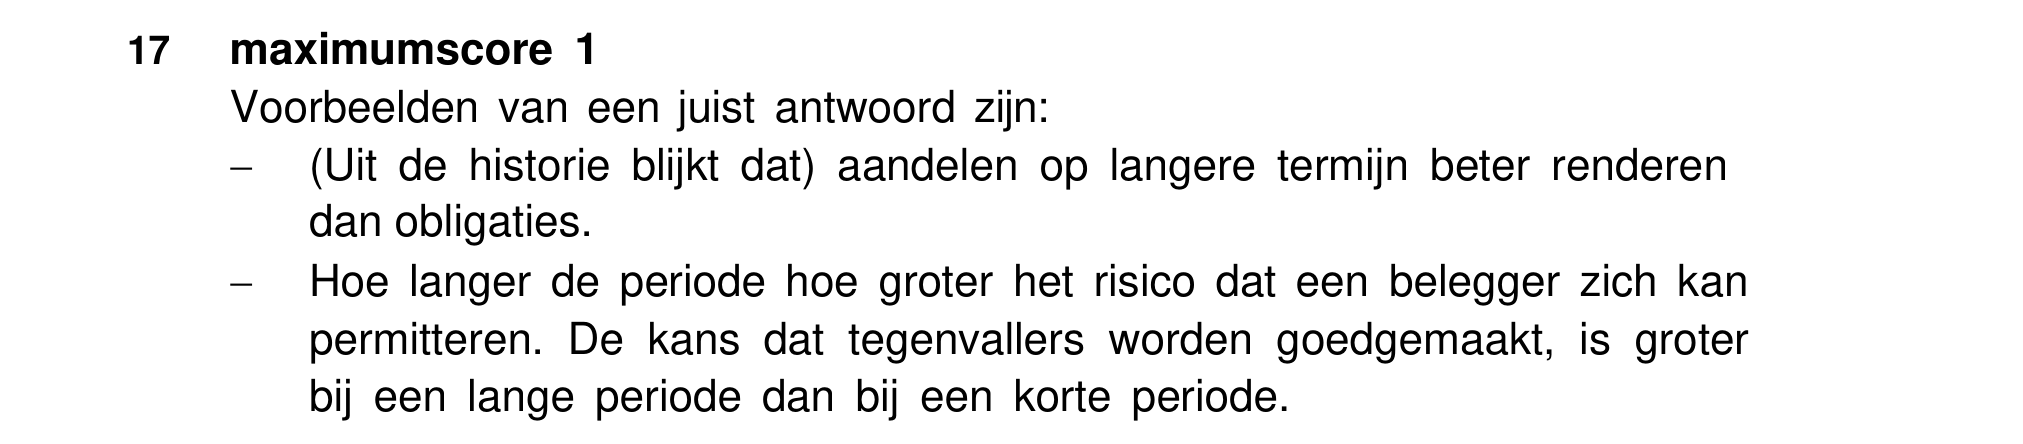 17 maximumscore 1
Voorbeelden van een juist antwoord zijn:
− (Uit de historie blijkt dat) aandelen op langere termijn beter renderen
dan obligaties.
− Hoe langer de periode hoe groter het risico dat een belegger zich kan
permitteren. De kans dat tegenvallers worden goedgemaakt, is groter
bij een lange periode dan bij een korte periode.